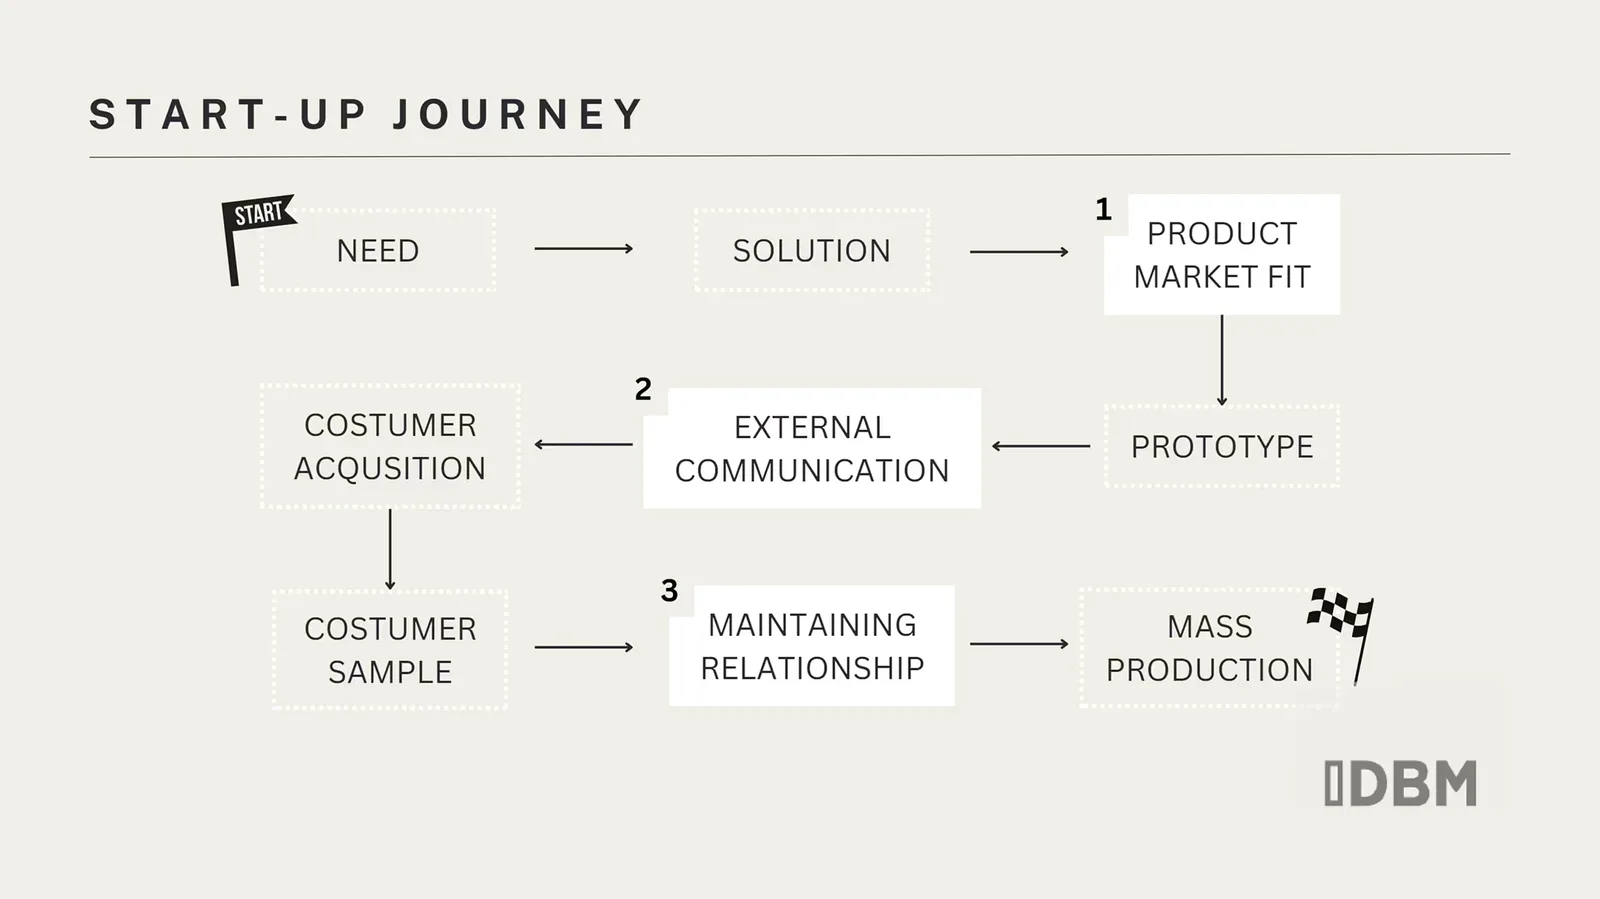 START-UP JOURNEY
START
NEED
SOLUTION
1
PRODUCT
MARKET FIT
2
COSTUMER
ACQUSITION
EXTERNAL
COMMUNICATION
PROTOTYPE
COSTUMER
SAMPLE
3
MAINTAINING
RELATIONSHIP
MASS
PRODUCTION
IDBM